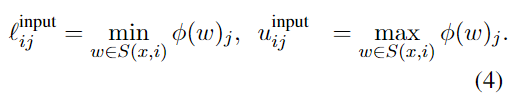 ℓ_{ij}^{input} = min_{w∈S(x,i)} ϕ(w)_j, u_{ij}^{input} = max_{w∈S(x,i)} ϕ(w)_j.
(4)